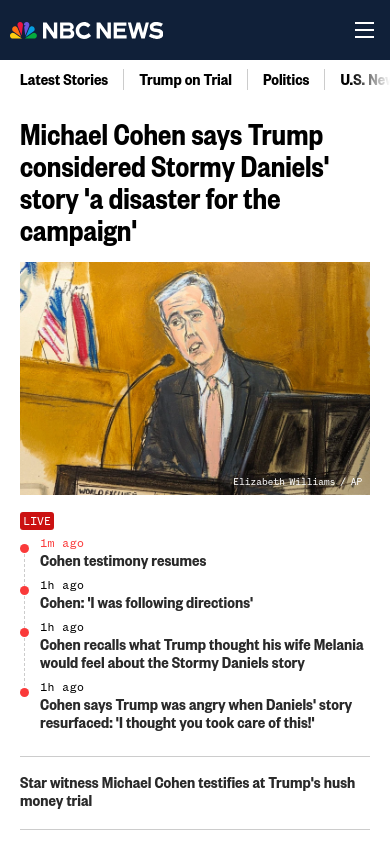 NBC NEWS
Latest Stories
Trump on Trial
Politics
U.S.
Michael Cohen says Trump
considered Stormy Daniels'
story 'a disaster for the
campaign'
WORLD EXCLUSIVE
Elizabeth Williams / AP
LIVE
1m ago
Cohen testimony resumes
1h ago
Cohen: 'I was following directions'
1h ago
Cohen recalls what Trump thought his wife Melania
would feel about the Stormy Daniels story
1h ago
Cohen says Trump was angry when Daniels' story
resurfaced: 'I thought you took care of this!'
Star witness Michael Cohen testifies at Trump's hush
money trial